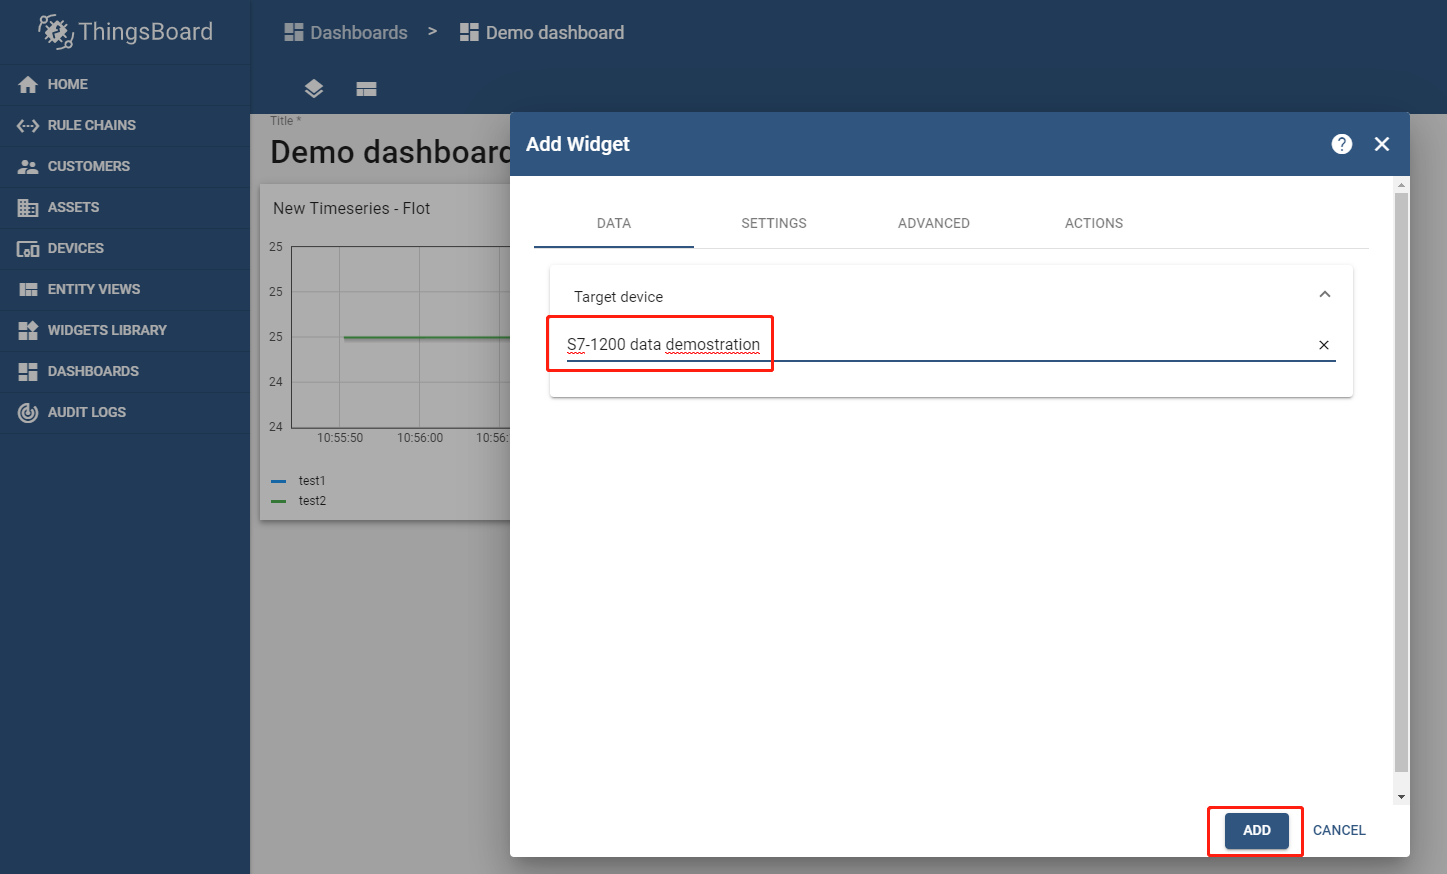 ThingsBoard
Dashboards > Demo dashboard
HOME
RULE CHAINS
CUSTOMERS
ASSETS
DEVICES
ENTITY VIEWS
WIDGETS LIBRARY
DASHBOARDS
AUDIT LOGS
Title *
Demo dashboard
New Timeseries - Flot
25
25
25
24
24
10:55:50 10:56:00 10:56:
test1
test2
Add Widget ?
DATA SETTINGS ADVANCED ACTIONS
Target device
S7-1200 data demostration
ADD CANCEL